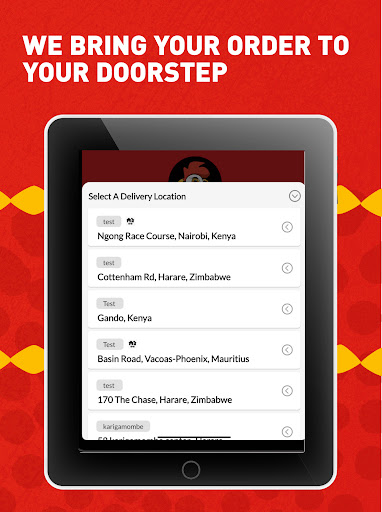 WE BRING YOUR ORDER TO
YOUR DOORSTEP
Select A Delivery Location
test
Ngong Race Course, Nairobi, Kenya
test
Cottenham Rd, Harare, Zimbabwe
Test
Gando, Kenya
Test
Basin Road, Vacoas-Phoenix, Mauritius
test
170 The Chase, Harare, Zimbabwe
karigamombe